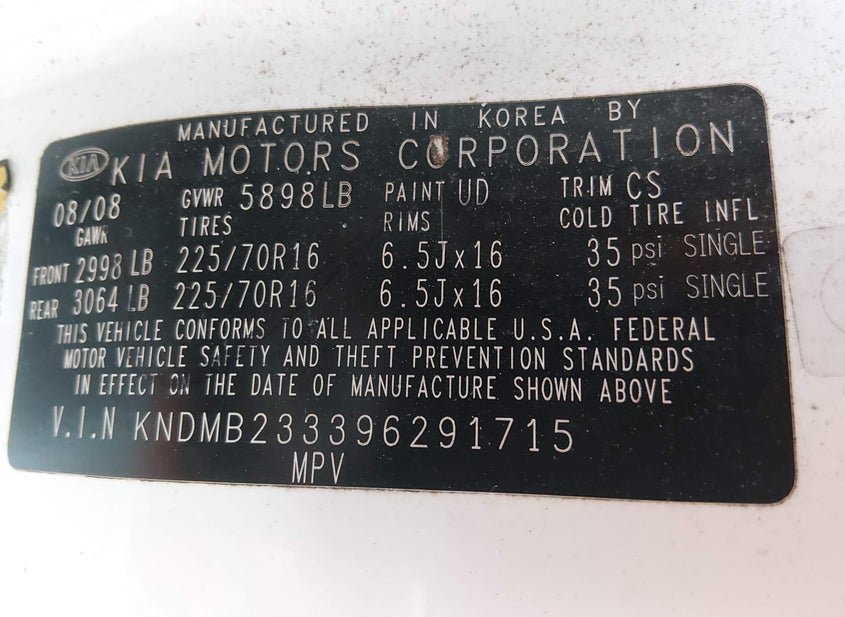 MANUFACTURED IN KOREA BY
KIA KIA MOTORS CORPORATION
08/08 GVWR 5898LB PAINT UD TRIM CS
GAWR TIRES RIMS COLD TIRE INFL
FRONT 2998 LB 225/70R16 6.5Jx16 35 psi SINGLE
REAR 3064 LB 225/70R16 6.5Jx16 35 psi SINGLE
THIS VEHICLE CONFORMS TO ALL APPLICABLE U.S.A. FEDERAL
MOTOR VEHICLE SAFETY AND THEFT PREVENTION STANDARDS
IN EFFECT ON THE DATE OF MANUFACTURE SHOWN ABOVE
V.I.N KNDMB233396291715
MPV